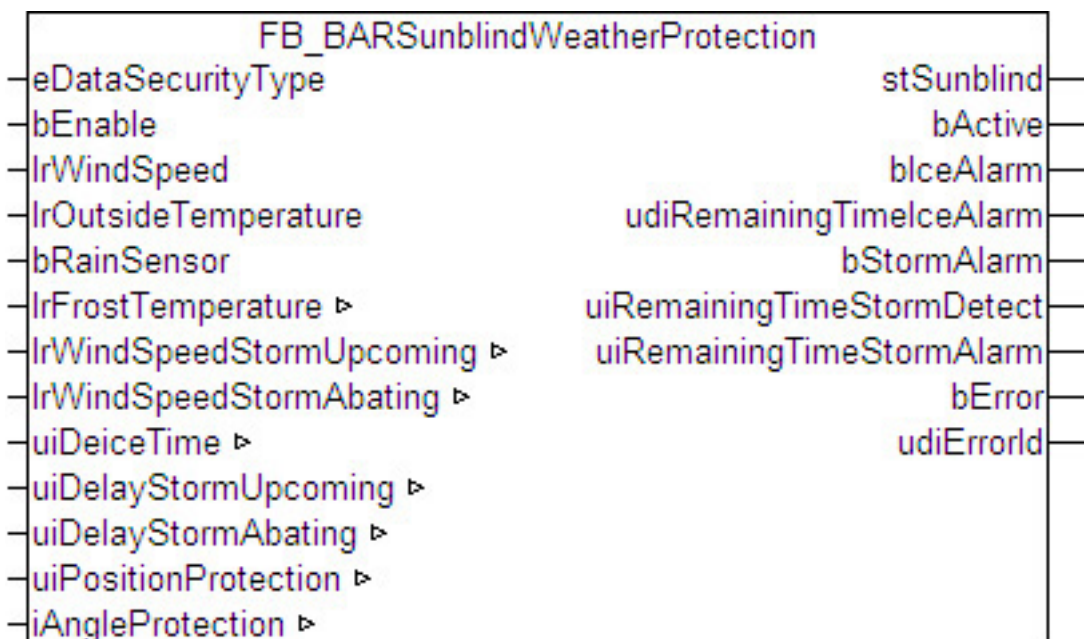 FB_BARSunblindWeatherProtection
eDataSecurityType stSunblind
bEnable bActive
lrWindSpeed bIceAlarm
lrOutsideTemperature udiRemainingTimeIceAlarm
bRainSensor bStormAlarm
lrFrostTemperature uiRemainingTimeStormDetect
lrWindSpeedStormUpcoming uiRemainingTimeStormAlarm
lrWindSpeedStormAbating bError
uiDeiceTime udiErrorId
uiDelayStormUpcoming
uiDelayStormAbating
uiPositionProtection
iAngleProtection